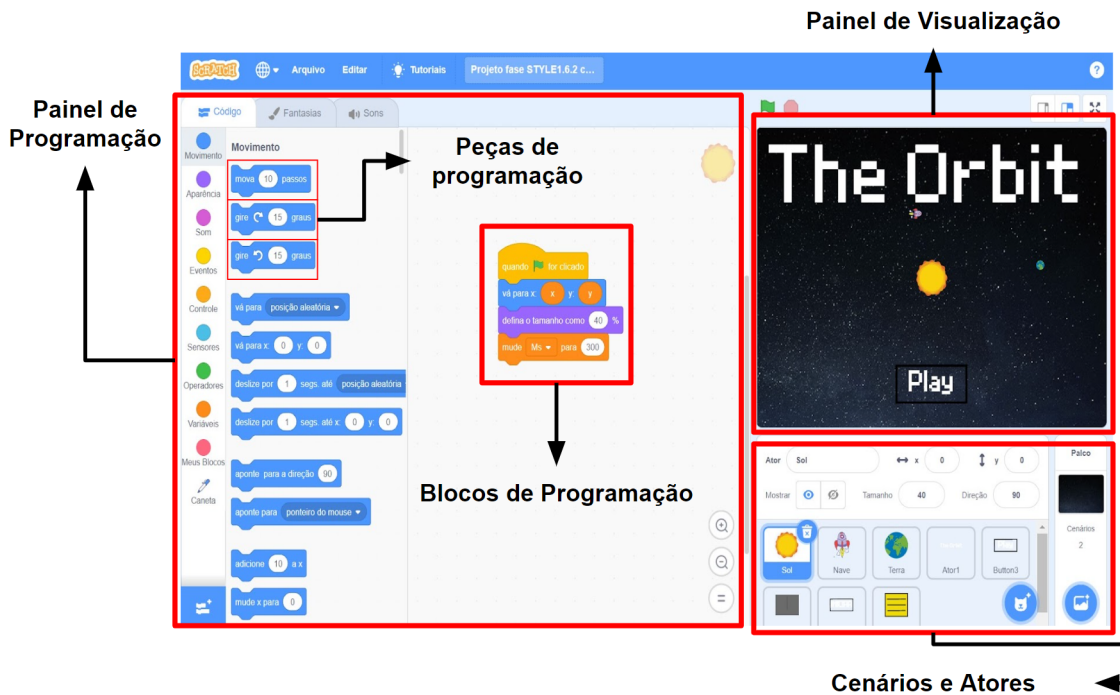 Painel de Visualização
SCRATCH Arquivo Editar Tutoriais Projeto fase STYLE1.6.2 c... ?
Painel de
Programação
Código Fantasias Sons
Movimento
Aparência
Som
Eventos
Controle
Sensores
Operadores
Variáveis
Meus Blocos
Caneta
Movimento
mova 10 passos
gire 15 graus
gire 15 graus
vá para posição aleatória
vá para x: 0 y: 0
deslize por 1 segs. até posição aleatória
deslize por 1 segs. até x: 0 y: 0
aponte para a direção 90
aponte para ponteiro do mouse
adicione 10 a x
mude x para 0
Peças de
programação
quando for clicado
vá para x: x y: y
defina o tamanho como 40 %
mude Ms para 300
Blocos de Programação
The Orbit
Play
Ator Sol x 0 y 0
Mostrar Tamanho 40 Direção 90
Sol Nave Terra Ator1 Button3
Palco
Cenários
2
Cenários e Atores